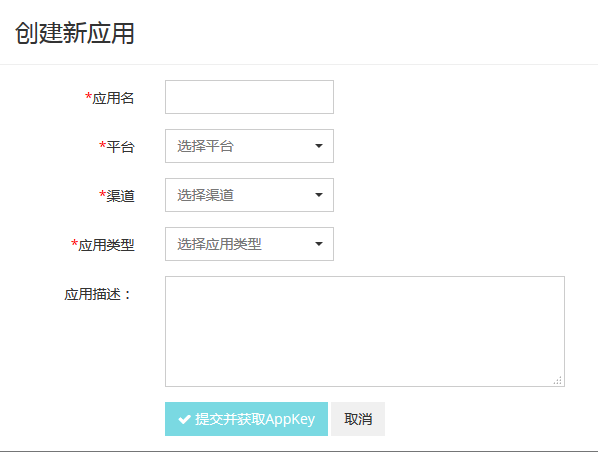 创建新应用
*应用名
*平台 选择平台
*渠道 选择渠道
*应用类型 选择应用类型
应用描述：
提交并获取AppKey 取消